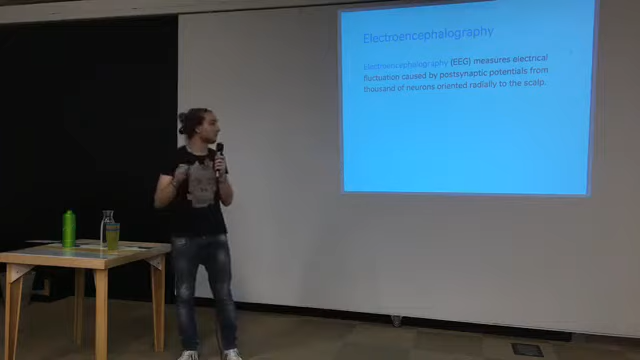 Electroencephalography
Electroencephalography (EEG) measures electrical
fluctuation caused by postsynaptic potentials from
thousand of neurons oriented radially to the scalp.